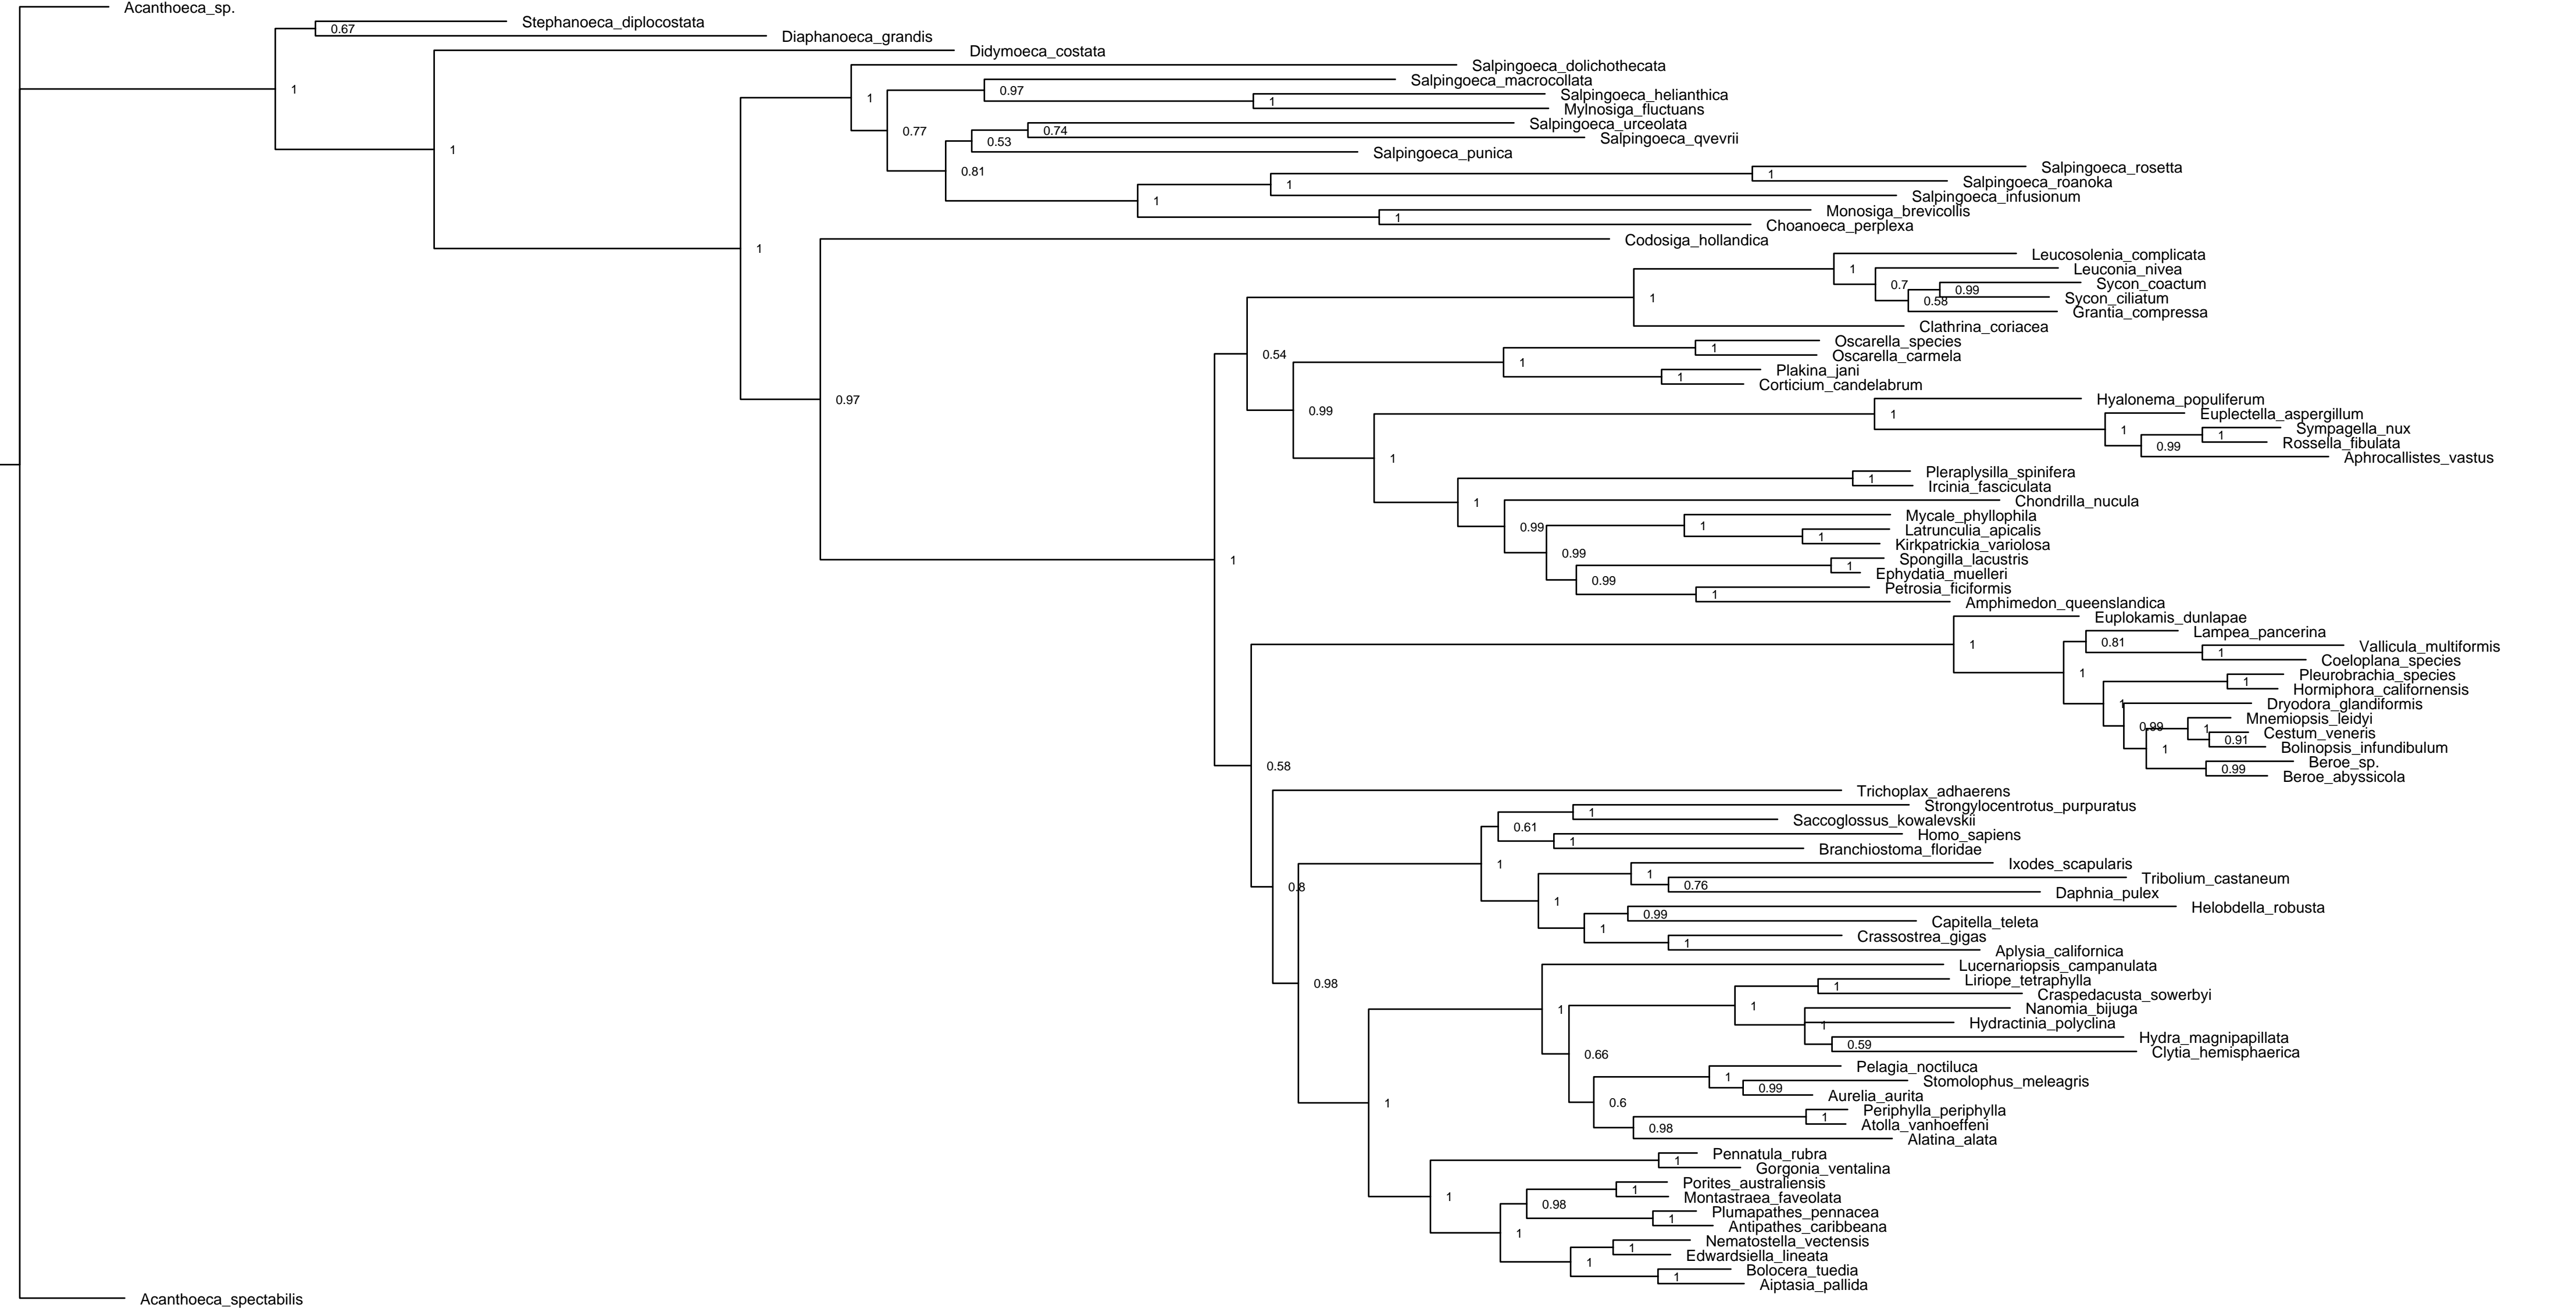 Acanthoeca_sp.
Stephanoeca_diplocostata
0.67
Diaphanoeca_grandis
Didymoeca_costata
Salpingoeca_dolichothecata
Salpingoeca_macrocollata
1
0.97
1
Salpingoeca_helianthica
1
Mylnosiga_fluctuans
Salpingoeca_urceolata
0.77
0.74
Salpingoeca_qvevrii
0.53
1
Salpingoeca_punica
Salpingoeca_rosetta
0.81
1
Salpingoeca_roanoka
1
Salpingoeca_infusionum
1
Monosiga_brevicollis
1
Choanoeca_perplexa
Codosiga_hollandica
1
Leucosolenia_complicata
1
Leuconia_nivea
0.7
Sycon_coactum
0.99
1
Sycon_ciliatum
0.58
Grantia_compressa
Clathrina_coriacea
Oscarella_species
1
0.54
Oscarella_carmela
1
Plakina_jani
1
Corticium_candelabrum
0.97
Hyalonema_populiferum
0.99
1
Euplectella_aspergillum
1
Sympagella_nux
1
Rossella_fibulata
0.99
1
Aphrocallistes_vastus
Pleraplysilla_spinifera
1
Ircinia_fasciculata
1
Chondrilla_nucula
Mycale_phyllophila
0.99
1
Latrunculia_apicalis
1
Kirkpatrickia_variolosa
0.99
1
Spongilla_lacustris
1
Ephydatia_muelleri
0.99
Petrosia_ficiformis
1
Amphimedon_queenslandica
Euplokamis_dunlapae
Lampea_pancerina
1
0.81
Vallicula_multiformis
1
Coeloplana_species
1
Pleurobrachia_species
1
Hormiphora_californensis
1
Dryodora_glandiformis
Mnemiopsis_leidyi
0.99
1
Cestum_veneris
0.91
1
Bolinopsis_infundibulum
0.58
Beroe_sp.
0.99
Beroe_abyssicola
Trichoplax_adhaerens
Strongylocentrotus_purpuratus
1
Saccoglossus_kowalevskii
0.61
Homo_sapiens
1
Branchiostoma_floridae
1
Ixodes_scapularis
1
Tribolium_castaneum
0.8
0.76
Daphnia_pulex
1
Helobdella_robusta
0.99
Capitella_teleta
1
Crassostrea_gigas
1
Aplysia_californica
Lucernariopsis_campanulata
Liriope_tetraphylla
0.98
1
Craspedacusta_sowerbyi
1
Nanomia_bijuga
1
Hydractinia_polyclina
1
Hydra_magnipapillata
0.59
Clytia_hemisphaerica
0.66
Pelagia_noctiluca
1
Stomolophus_meleagris
0.99
Aurelia_aurita
1
0.6
Periphylla_periphylla
1
Atolla_vanhoeffeni
0.98
Alatina_alata
Pennatula_rubra
1
Gorgonia_ventalina
Porites_australiensis
1
1
Montastraea_faveolata
0.98
Plumapathes_pennacea
1
Antipathes_caribbeana
1
Nematostella_vectensis
1
Edwardsiella_lineata
1
Bolocera_tuedia
1
Aiptasia_pallida
Acanthoeca_spectabilis